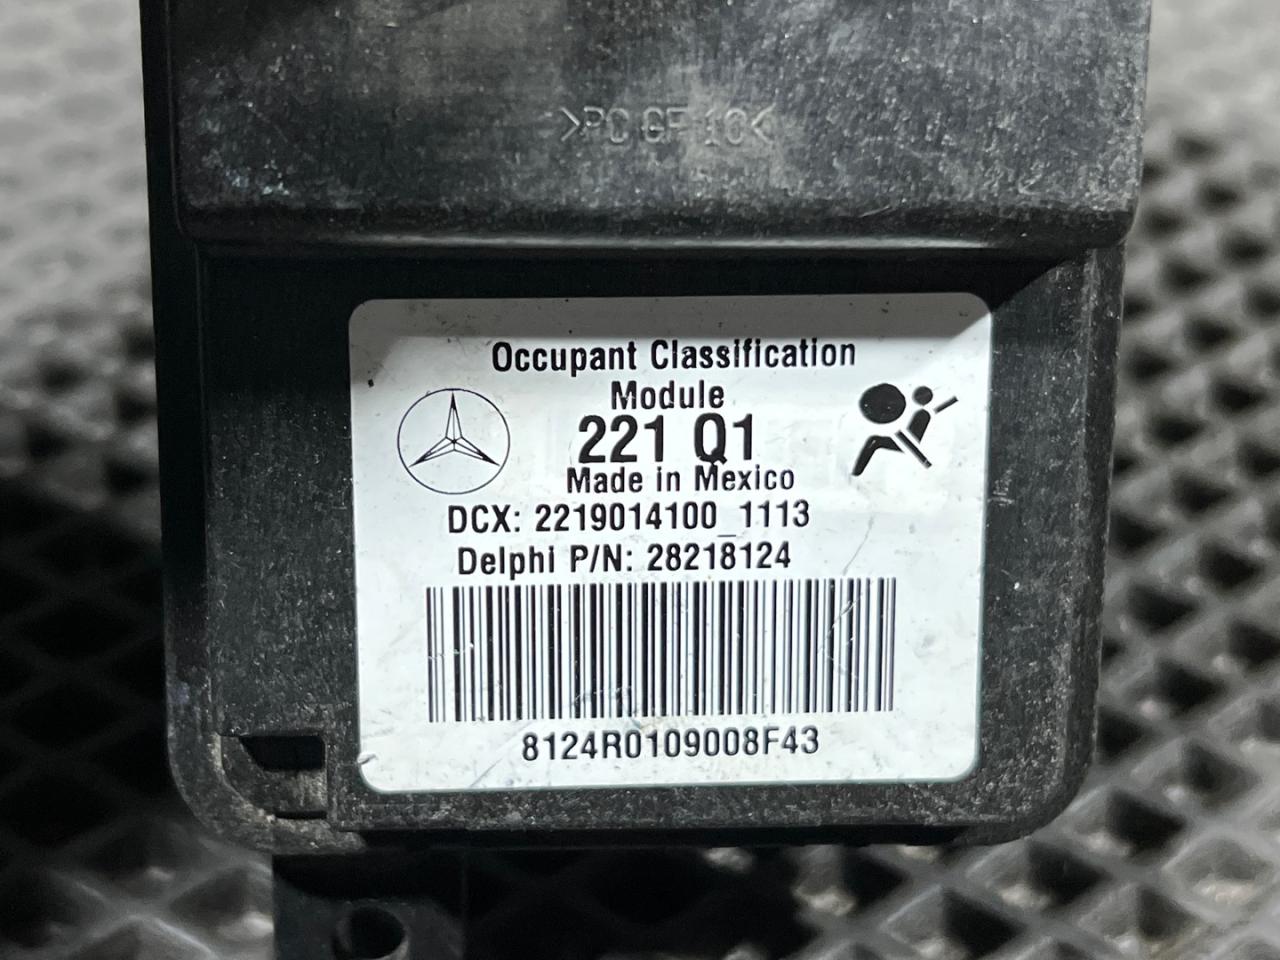 >PC GF 10<
Occupant Classification
Module
221 Q1
Made in Mexico
DCX: 2219014100_1113
Delphi P/N: 28218124
8124R0109008F43